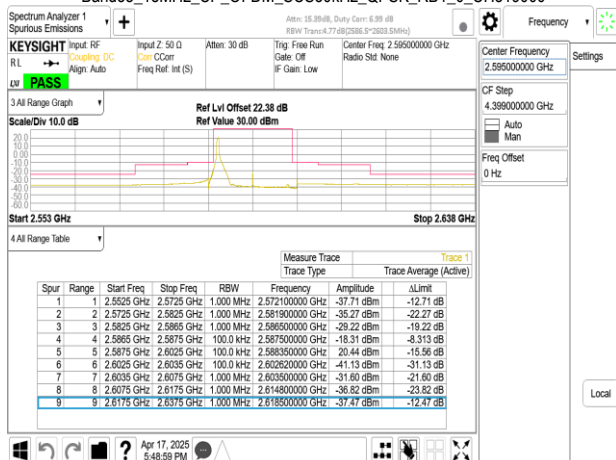 Spectrum Analyzer 1
Spurious Emissions
Attn: 15.39dB, Duty Corr: 6.99 dB
RBW Trans:4.77dB(2586.5*2603.5MHz)
Frequency
Settings
KEYSIGHT
RL
PASS
Input: RF
Coupling: DC
Align: Auto
Input Z: 50 Ω
Corr CCorr
Freq Ref: Int (S)
Atten: 30 dB
Trig: Free Run
Gate: Off
IF Gain: Low
Center Freq: 2.595000000 GHz
Radio Std: None
Center Frequency
2.595000000 GHz
CF Step
4.399000000 GHz
Auto
Man
Freq Offset
0 Hz
3 All Range Graph
Scale/Div 10.0 dB
Ref Lvl Offset 22.38 dB
Ref Value 30.00 dBm
20.0
10.0
0.00
-10.0
-20.0
-30.0
-40.0
-50.0
-60.0
Start 2.553 GHz
Stop 2.638 GHz
4 All Range Table
Measure Trace Trace 1
Trace Type Trace Average (Active)
Spur Range Start Freq Stop Freq RBW Frequency Amplitude ΔLimit
1 1 2.5525 GHz 2.5725 GHz 1.000 MHz 2.572100000 GHz -37.71 dBm -12.71 dB
2 2 2.5725 GHz 2.5825 GHz 1.000 MHz 2.581900000 GHz -35.27 dBm -22.27 dB
3 3 2.5825 GHz 2.5865 GHz 1.000 MHz 2.586500000 GHz -29.22 dBm -19.22 dB
4 4 2.5865 GHz 2.5875 GHz 100.0 kHz 2.587500000 GHz -18.31 dBm -8.313 dB
5 5 2.5875 GHz 2.6025 GHz 100.0 kHz 2.588350000 GHz 20.44 dBm -15.56 dB
6 6 2.6025 GHz 2.6035 GHz 100.0 kHz 2.602620000 GHz -41.13 dBm -31.13 dB
7 7 2.6035 GHz 2.6075 GHz 1.000 MHz 2.603500000 GHz -31.60 dBm -21.60 dB
8 8 2.6075 GHz 2.6175 GHz 1.000 MHz 2.614800000 GHz -36.82 dBm -23.82 dB
9 9 2.6175 GHz 2.6375 GHz 1.000 MHz 2.618500000 GHz -37.47 dBm -12.47 dB
Local
?
Apr 17, 2025
5:48:59 PM